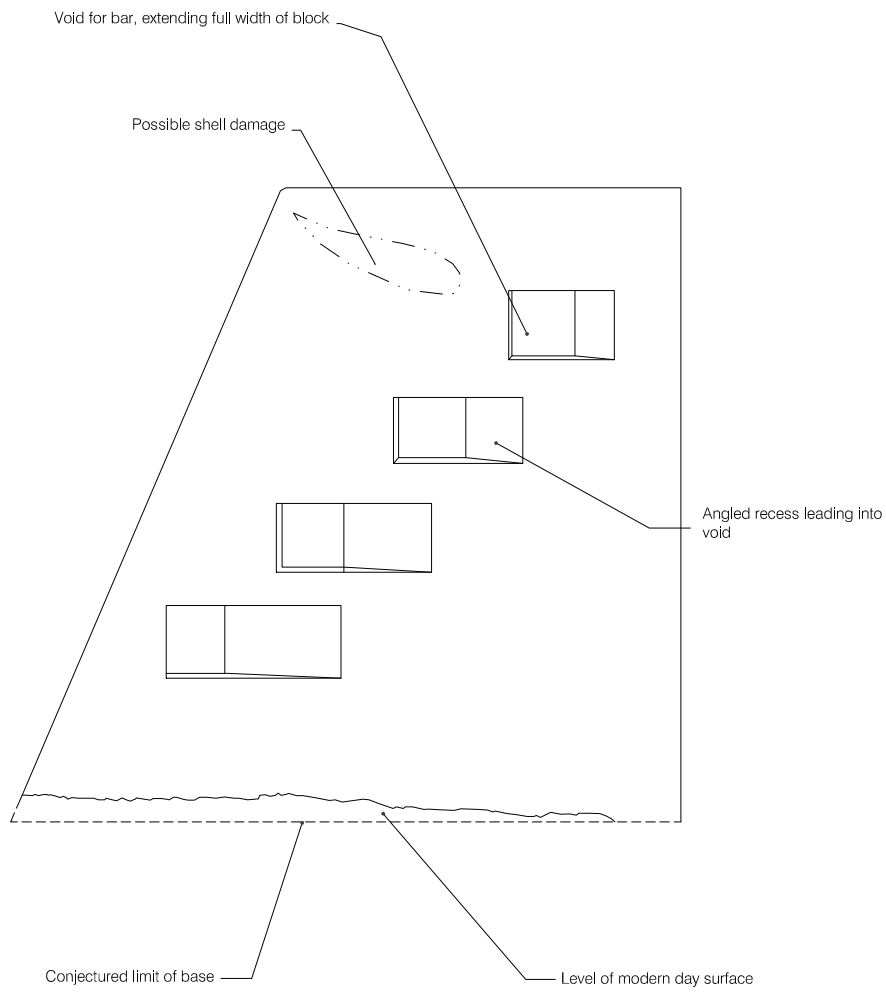 Void for bar, extending full width of block
Possible shell damage
Angled recess leading into
void
Conjectured limit of base
Level of modern day surface